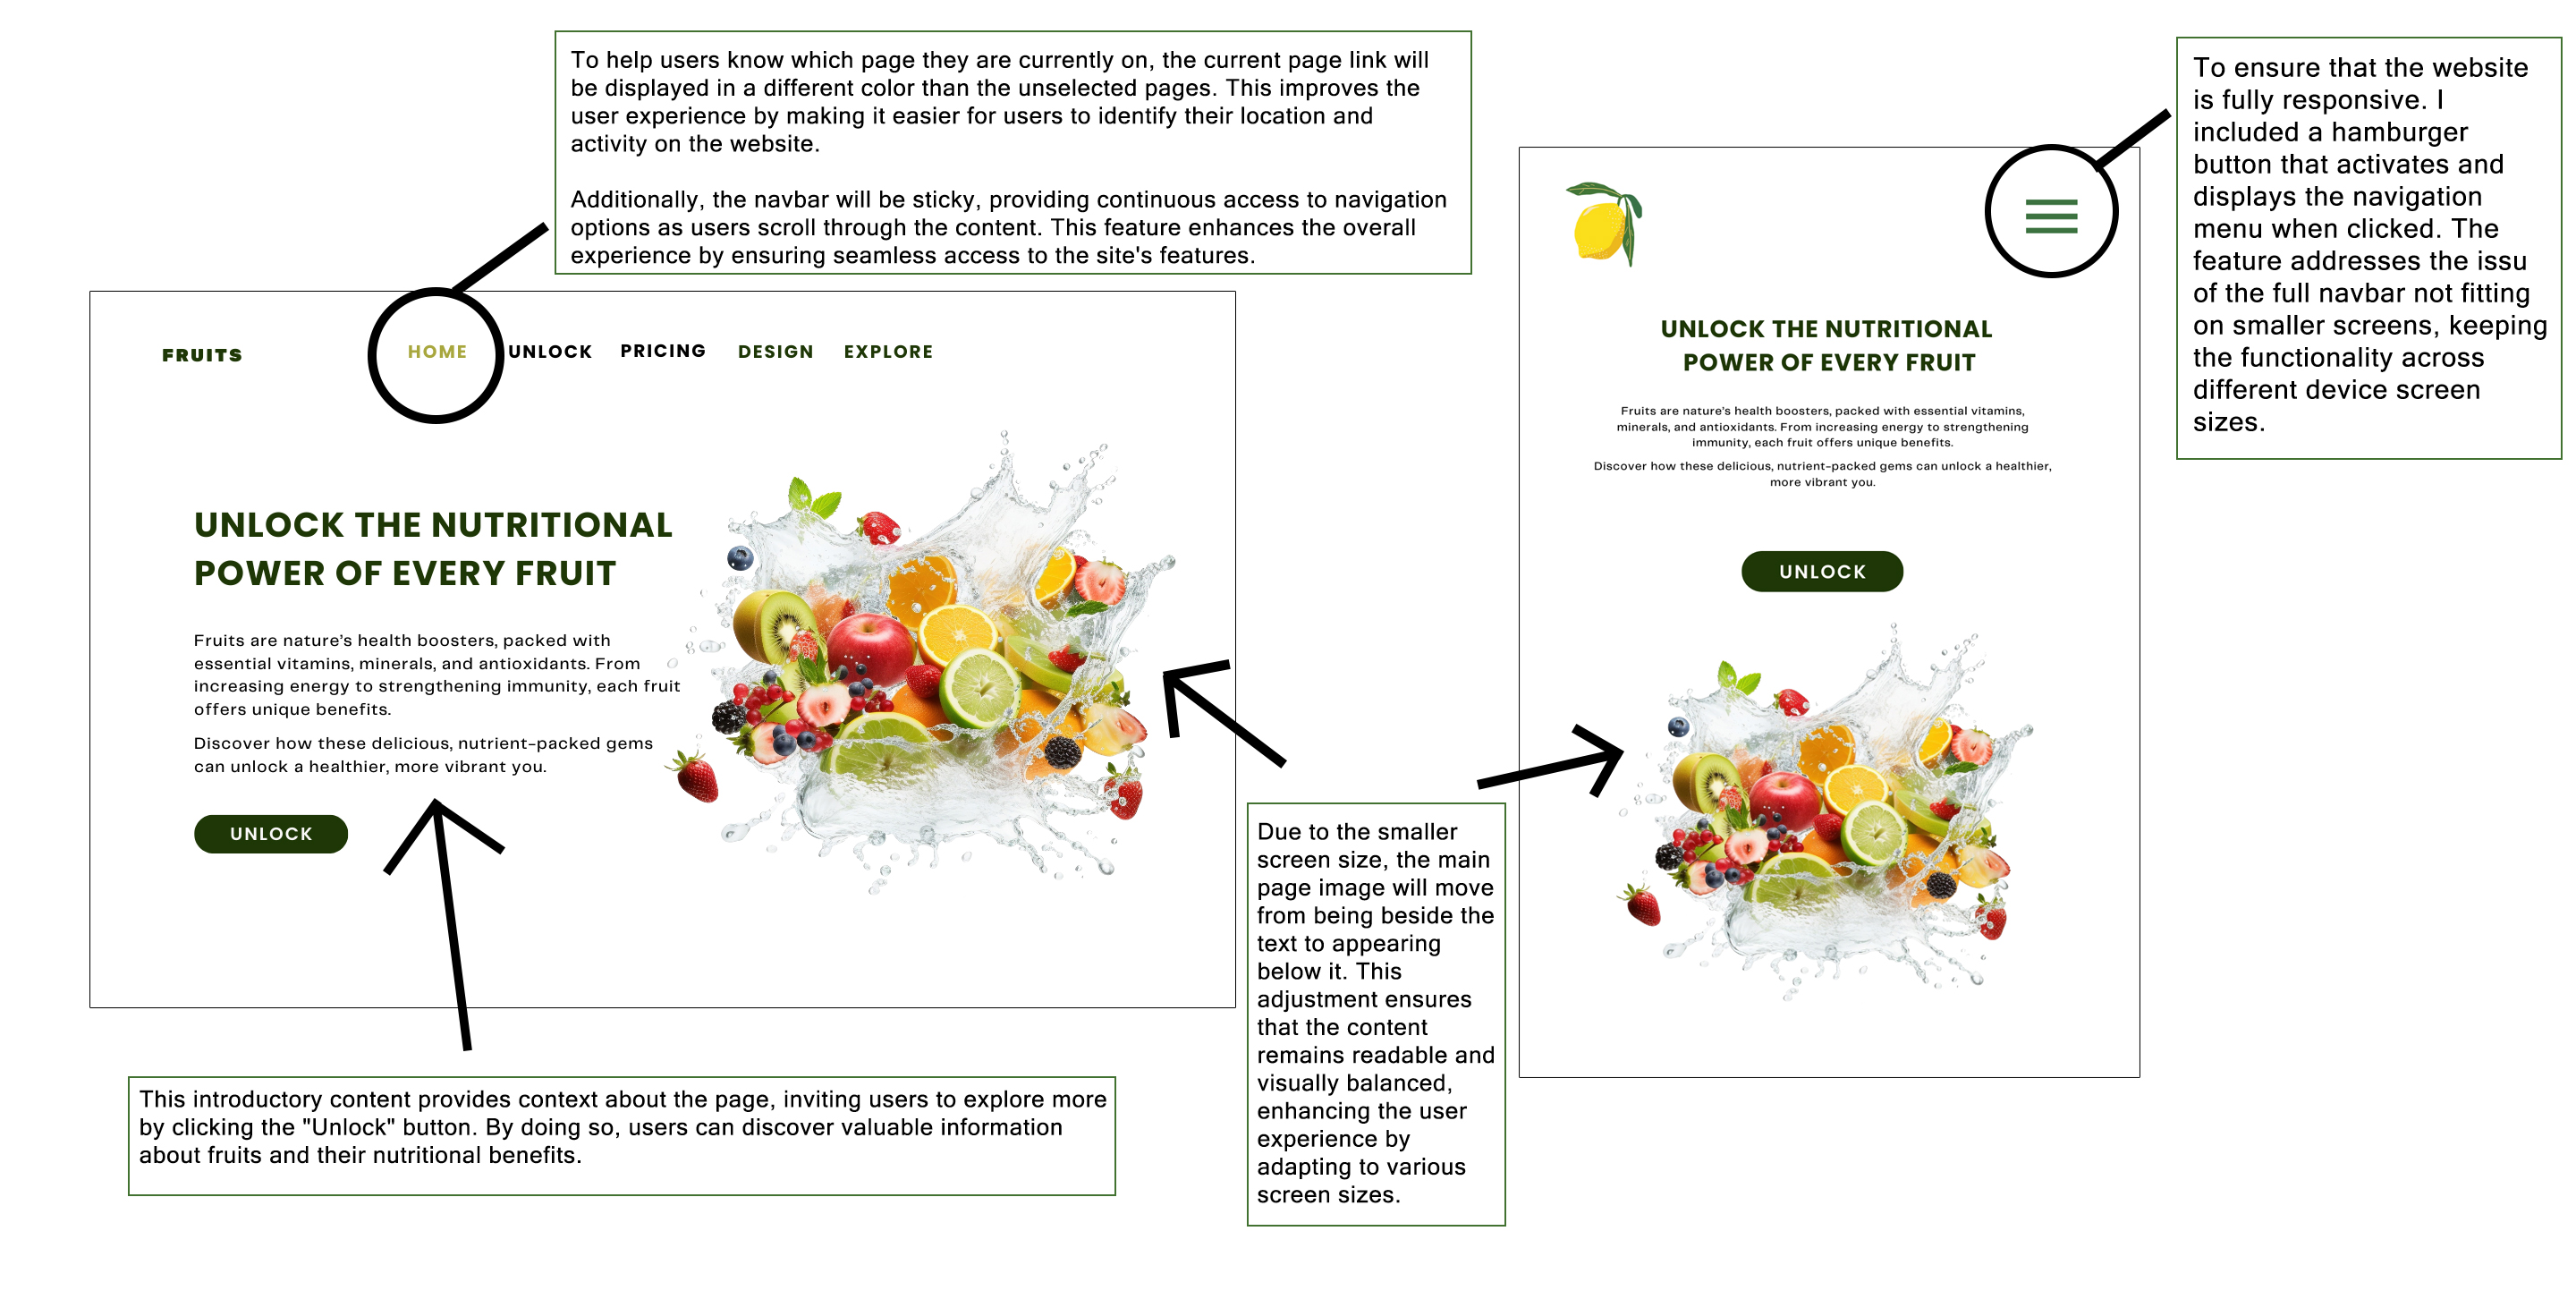 To help users know which page they are currently on, the current page link will
be displayed in a different color than the unselected pages. This improves the
user experience by making it easier for users to identify their location and
activity on the website.
Additionally, the navbar will be sticky, providing continuous access to navigation
options as users scroll through the content. This feature enhances the overall
experience by ensuring seamless access to the site's features.
FRUITS
HOME UNLOCK PRICING DESIGN EXPLORE
UNLOCK THE NUTRITIONAL
POWER OF EVERY FRUIT
Fruits are nature's health boosters, packed with
essential vitamins, minerals, and antioxidants. From
increasing energy to strengthening immunity, each fruit
offers unique benefits.
Discover how these delicious, nutrient-packed gems
can unlock a healthier, more vibrant you.
UNLOCK
This introductory content provides context about the page, inviting users to explore more
by clicking the "Unlock" button. By doing so, users can discover valuable information
about fruits and their nutritional benefits.
Due to the smaller
screen size, the main
page image will move
from being beside the
text to appearing
below it. This
adjustment ensures
that the content
remains readable and
visually balanced,
enhancing the user
experience by
adapting to various
screen sizes.
UNLOCK THE NUTRITIONAL
POWER OF EVERY FRUIT
Fruits are nature's health boosters, packed with essential vitamins,
minerals, and antioxidants. From increasing energy to strengthening
immunity, each fruit offers unique benefits.
Discover how these delicious, nutrient-packed gems can unlock a healthier,
more vibrant you.
UNLOCK
To ensure that the website
is fully responsive. I
included a hamburger
button that activates and
displays the navigation
menu when clicked. The
feature addresses the issu
of the full navbar not fitting
on smaller screens, keeping
the functionality across
different device screen
sizes.